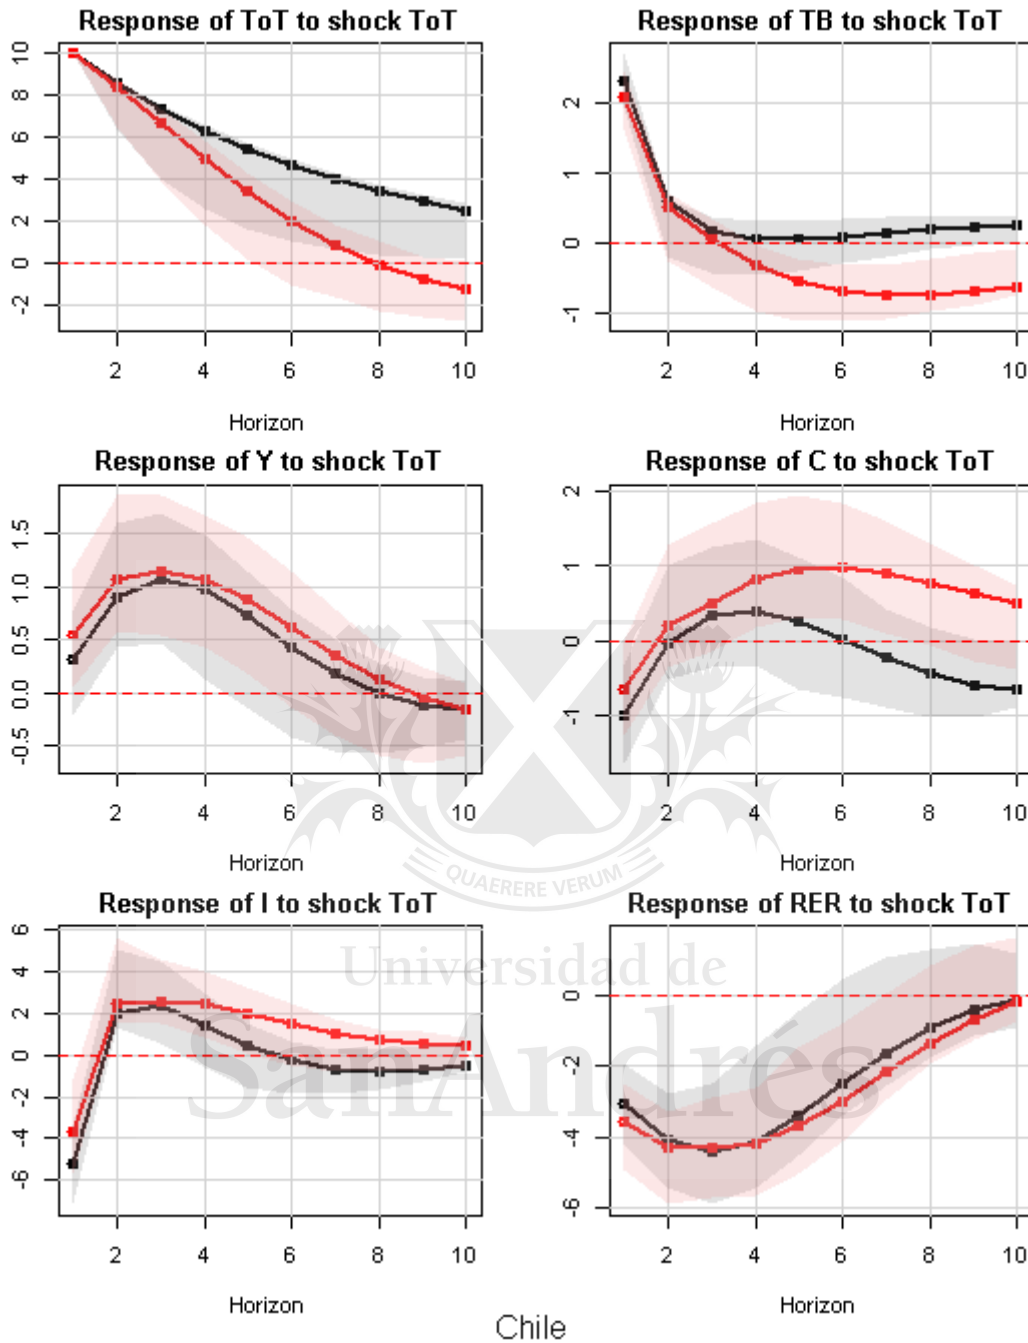 Response of ToT to shock ToT
Response of TB to shock ToT
10
8
6
4
2
0
-2
2
1
0
-1
2 4 6 8 10
2 4 6 8 10
Horizon
Horizon
Response of Y to shock ToT
Response of C to shock ToT
1.5
1.0
0.5
0.0
-0.5
2
1
0
-1
2 4 6 8 10
2 4 6 8 10
Horizon
Horizon
QUAERERE VERUM
Response of I to shock ToT
Response of RER to shock ToT
Universidad de
SanAndrés
6
4
2
0
-2
-4
-6
0
-2
-4
-6
2 4 6 8 10
2 4 6 8 10
Horizon
Horizon
Chile